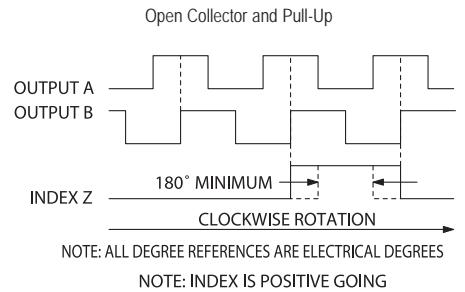 Open Collector and Pull-Up
OUTPUT A
OUTPUT B
180° MINIMUM
INDEX Z
CLOCKWISE ROTATION
NOTE: ALL DEGREE REFERENCES ARE ELECTRICAL DEGREES
NOTE: INDEX IS POSITIVE GOING